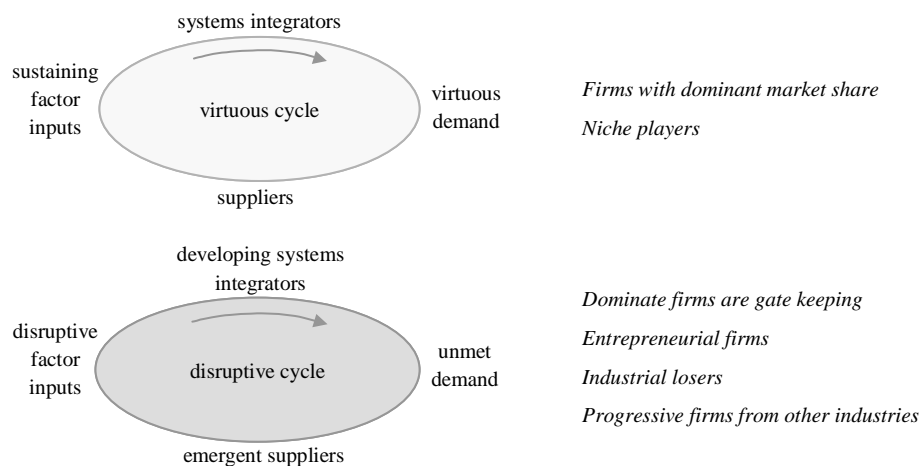 systems integrators
sustaining
factor
inputs
virtuous cycle
virtuous
demand
suppliers
Firms with dominant market share
Niche players
developing systems
integrators
disruptive
factor
inputs
disruptive cycle
unmet
demand
emergent suppliers
Dominate firms are gate keeping
Entrepreneurial firms
Industrial losers
Progressive firms from other industries